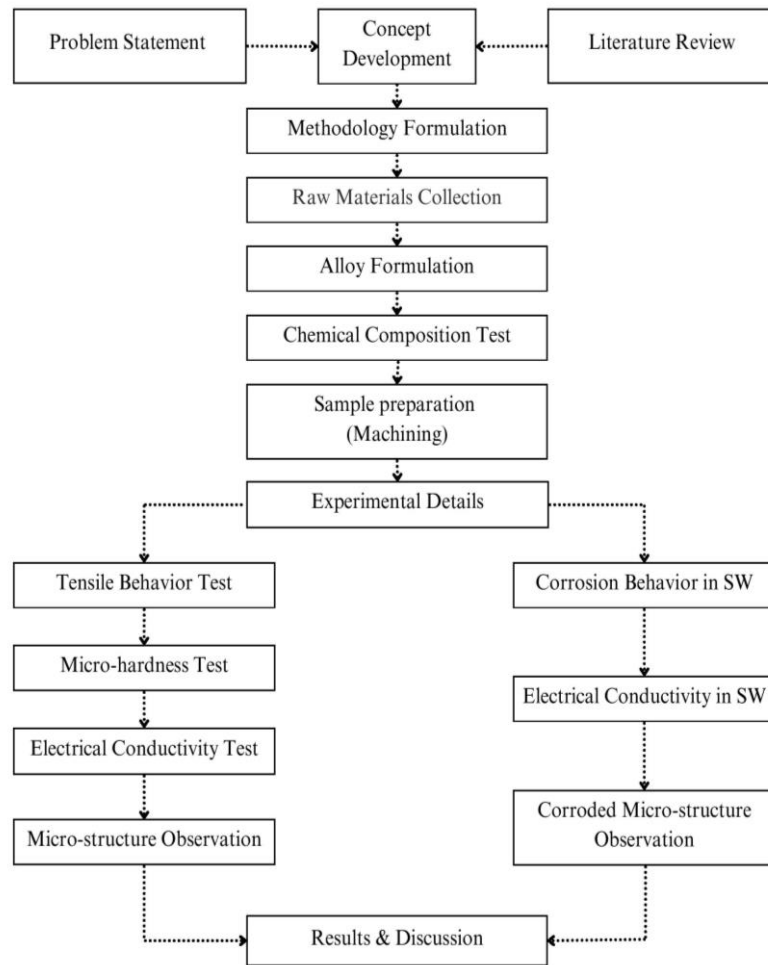 Problem Statement
Concept
Development
Literature Review
Methodology Formulation
Raw Materials Collection
Alloy Formulation
Chemical Composition Test
Sample preparation
(Machining)
Experimental Details
Tensile Behavior Test
Micro-hardness Test
Electrical Conductivity Test
Micro-structure Observation
Corrosion Behavior in SW
Electrical Conductivity in SW
Corroded Micro-structure
Observation
Results & Discussion